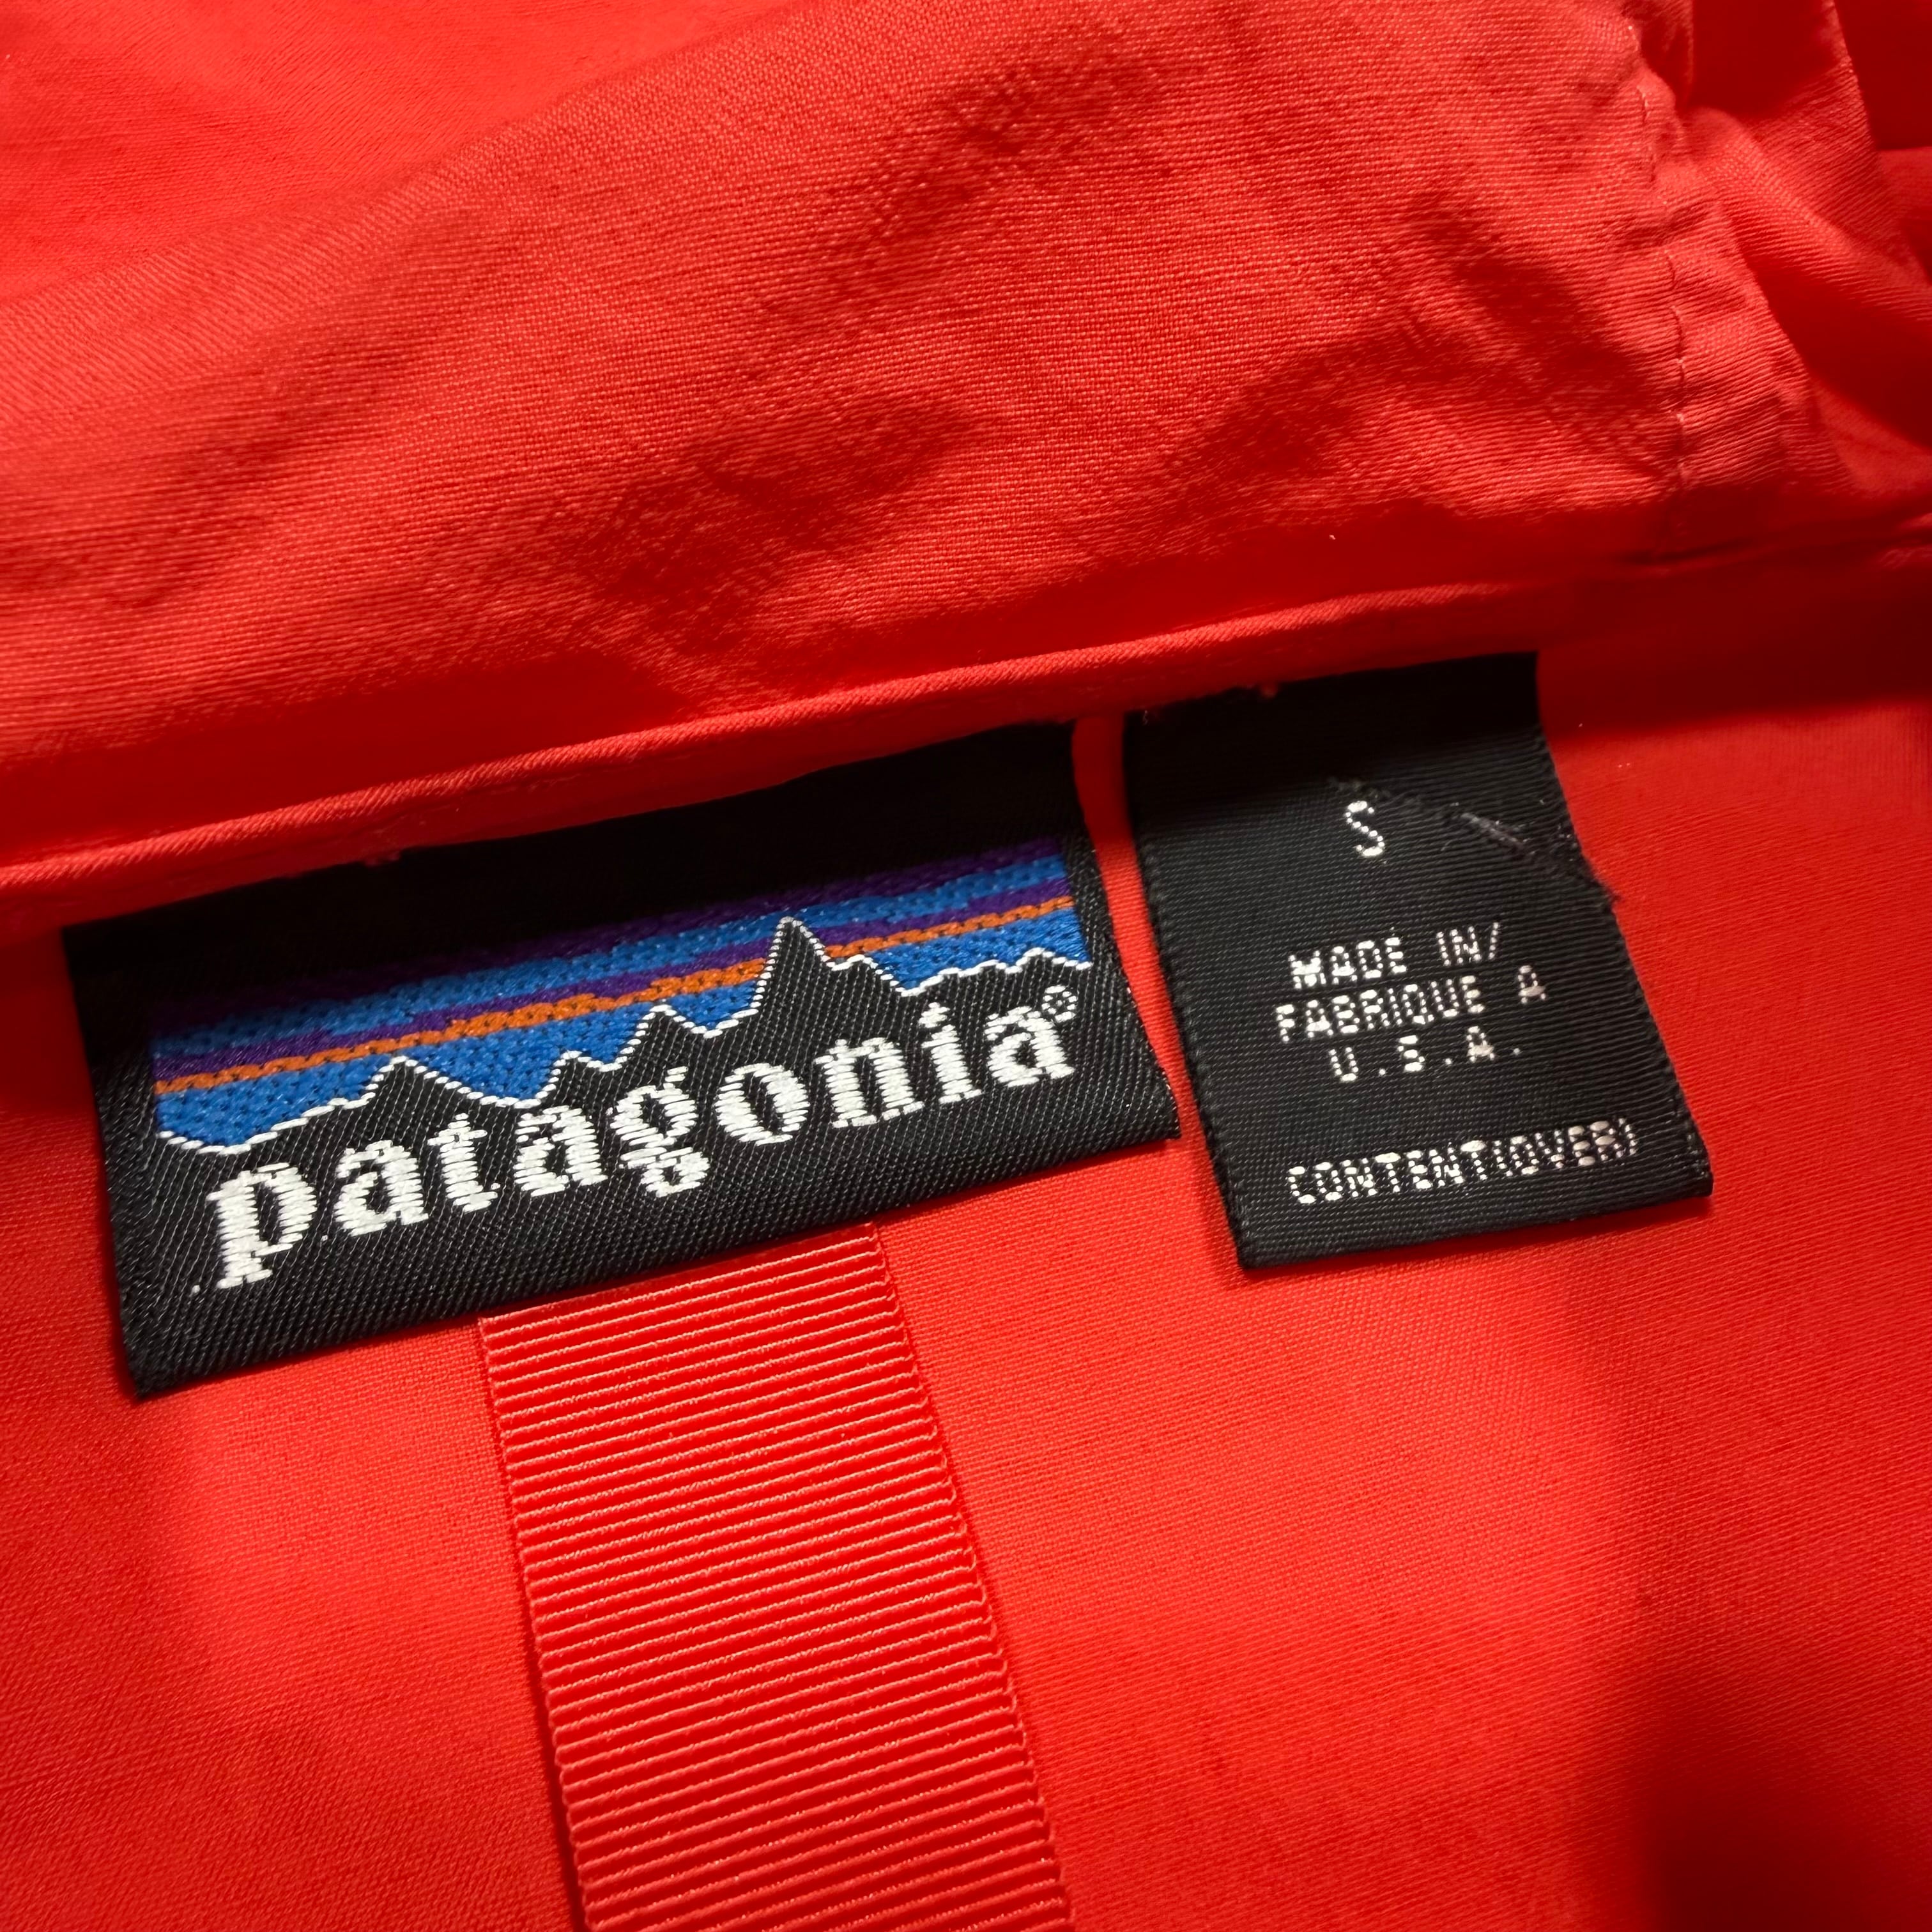 patagonia®
S
MADE IN/
FABRIQUE A
U.S.A.
CONTENT(OVER)